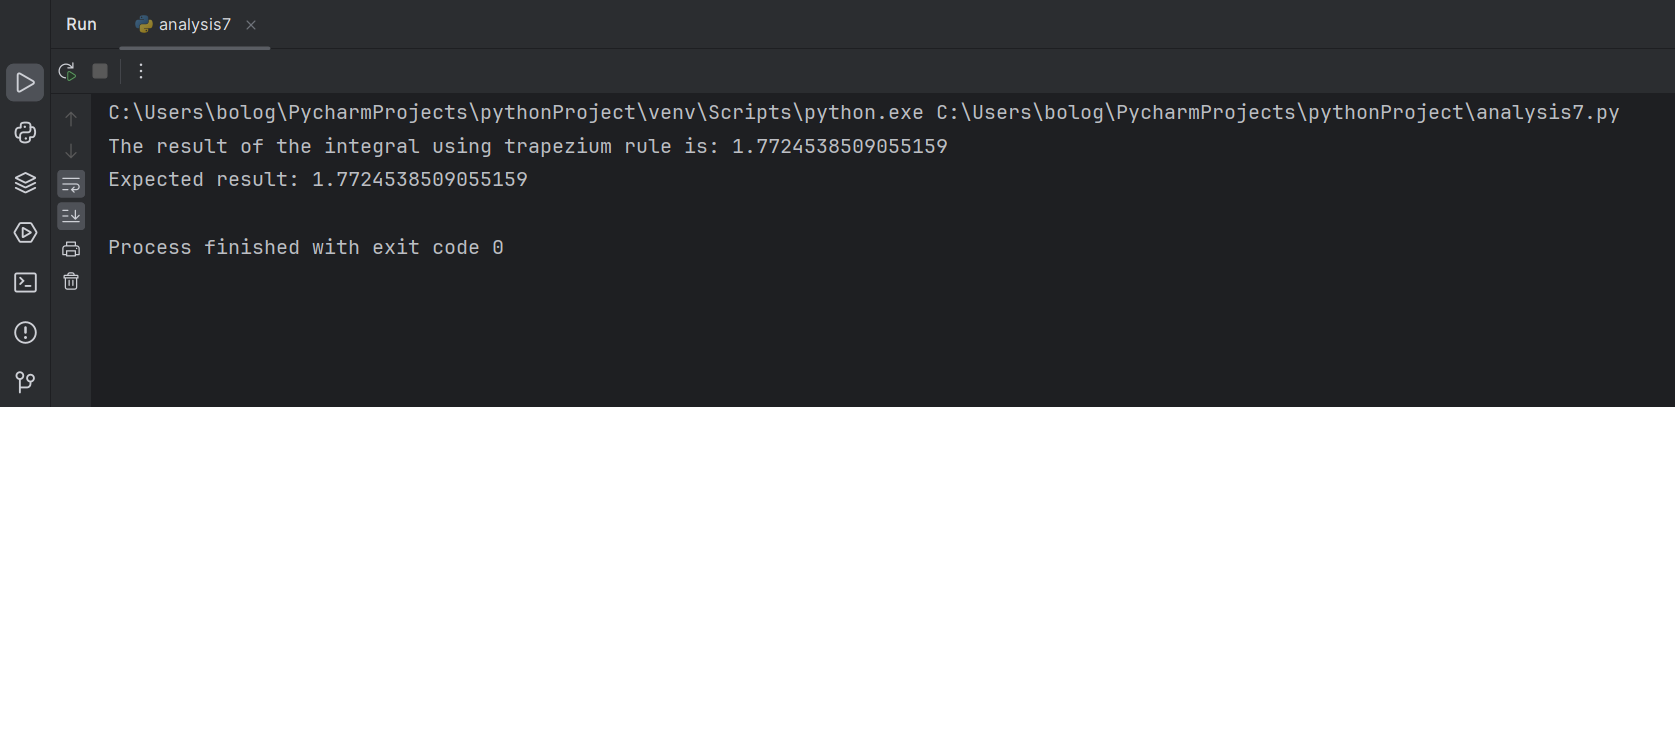 Run analysis7
C:\Users\bolog\PycharmProjects\pythonProject\venv\Scripts\python.exe C:\Users\bolog\PycharmProjects\pythonProject\analysis7.py
The result of the integral using trapezium rule is: 1.7724538509055159
Expected result: 1.7724538509055159
Process finished with exit code 0